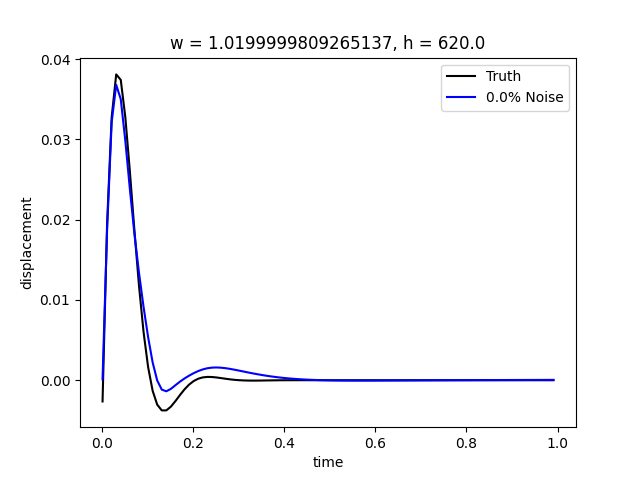 w = 1.0199999809265137, h = 620.0
Truth
0.0% Noise
0.04
0.03
0.02
0.01
0.00
displacement
0.0 0.2 0.4 0.6 0.8 1.0
time